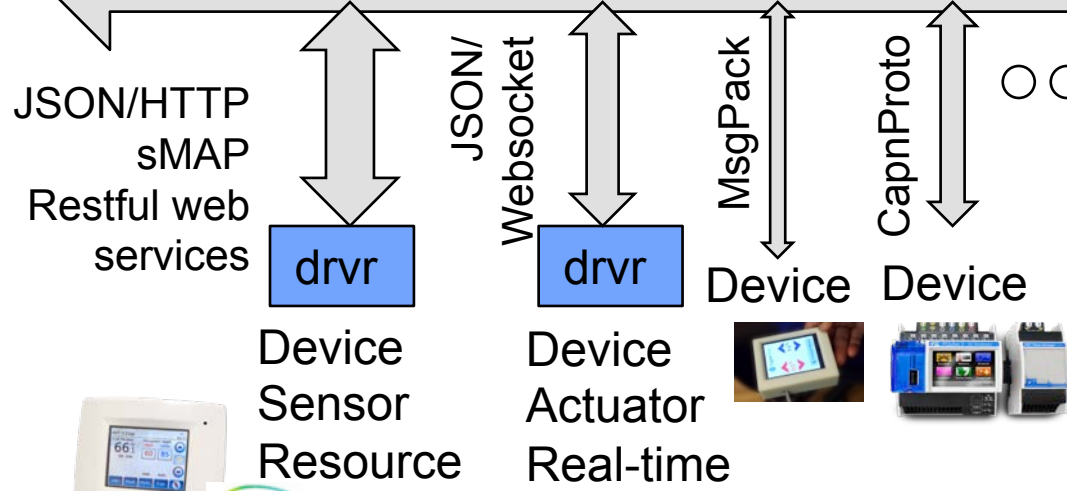 JSON/HTTP
sMAP
Restful web
services
JSON/
Websocket
MsgPack
CapnProto
drvr
drvr
Device
Device
Device
Sensor
Resource
Device
Actuator
Real-time
66